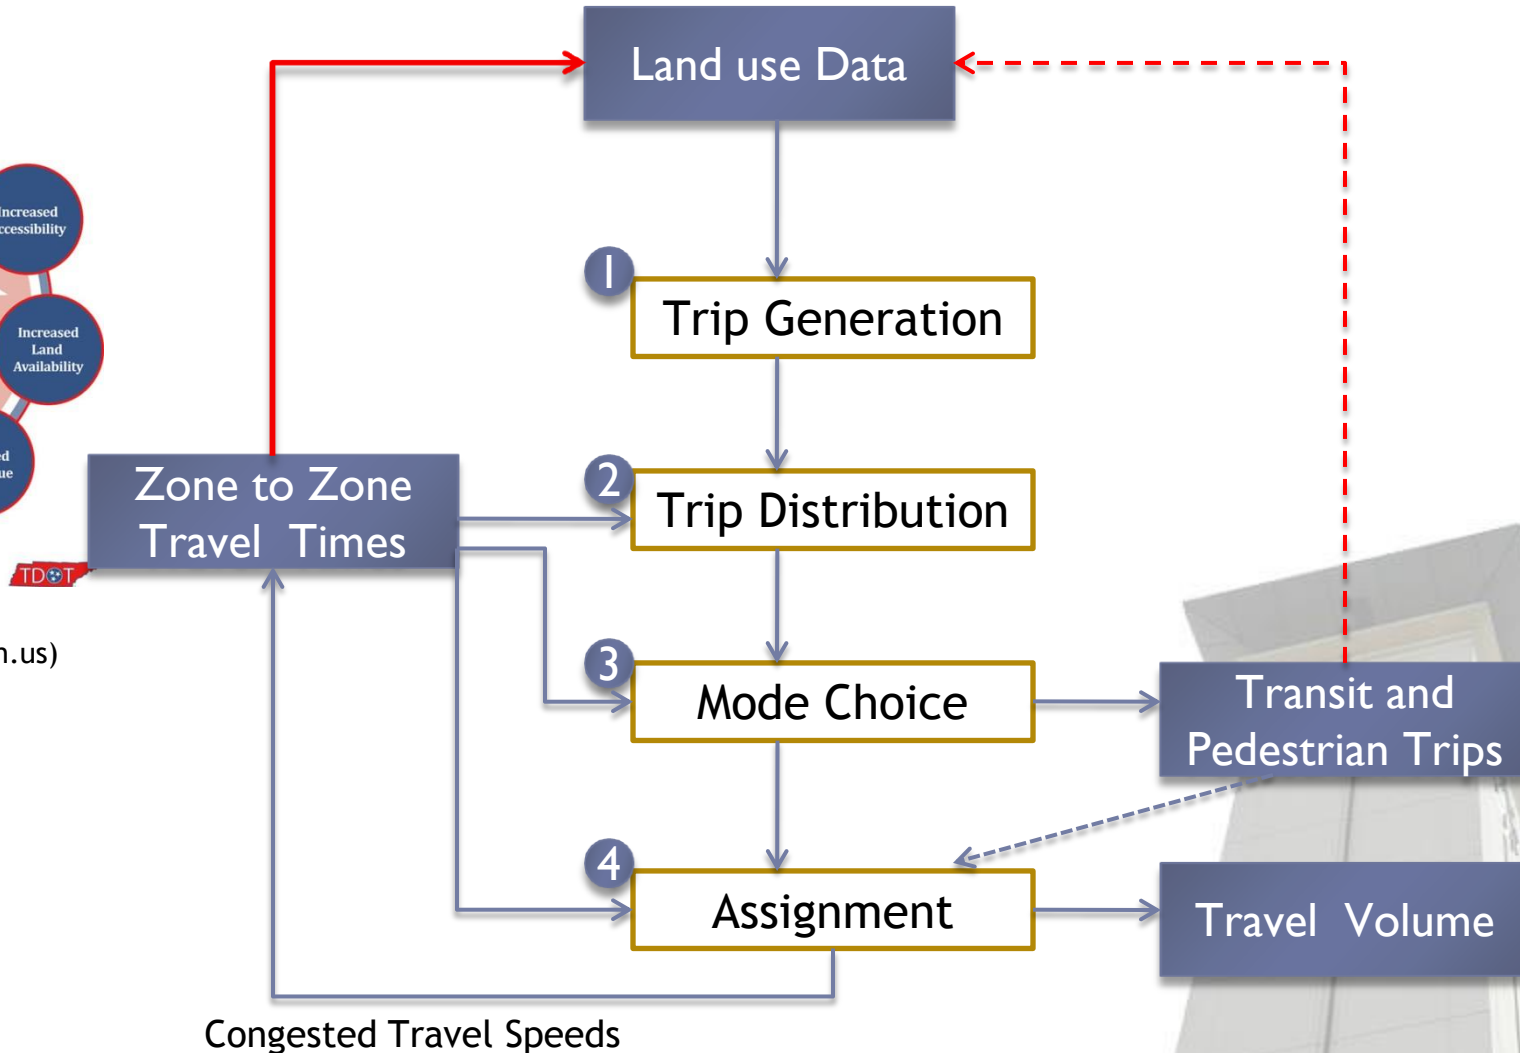 Land use Data
Increased
Increased
Land
Availability
1
Trip Generation
Zone to Zone
Travel Times
2
Trip Distribution
TDOT
3
Mode Choice
Transit and
Pedestrian Trips
4
Assignment
Travel Volume
Congested Travel Speeds